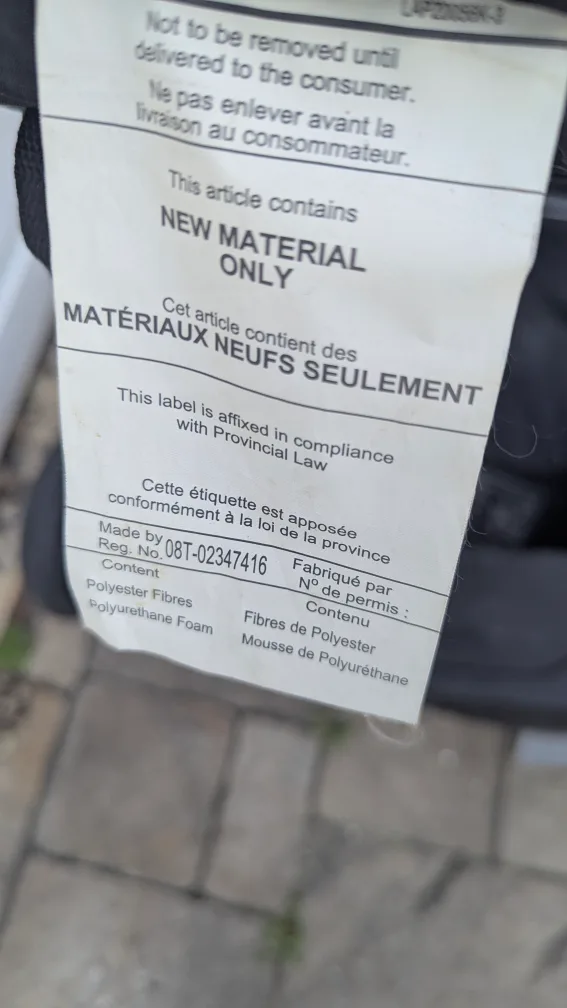 Not to be removed until
delivered to the consumer.
Ne pas enlever avant la
livraison au consommateur.
This article contains
NEW MATERIAL
ONLY
Cet article contient des
MATÉRIAUX NEUFS SEULEMENT
This label is affixed in compliance
with Provincial Law
Cette étiquette est apposée
conformément à la loi de la province
Made by
Reg. No. 08T-02347416
Fabriqué par
N° de permis :
Content
Polyester Fibres
Polyurethane Foam
Contenu
Fibres de Polyester
Mousse de Polyuréthane